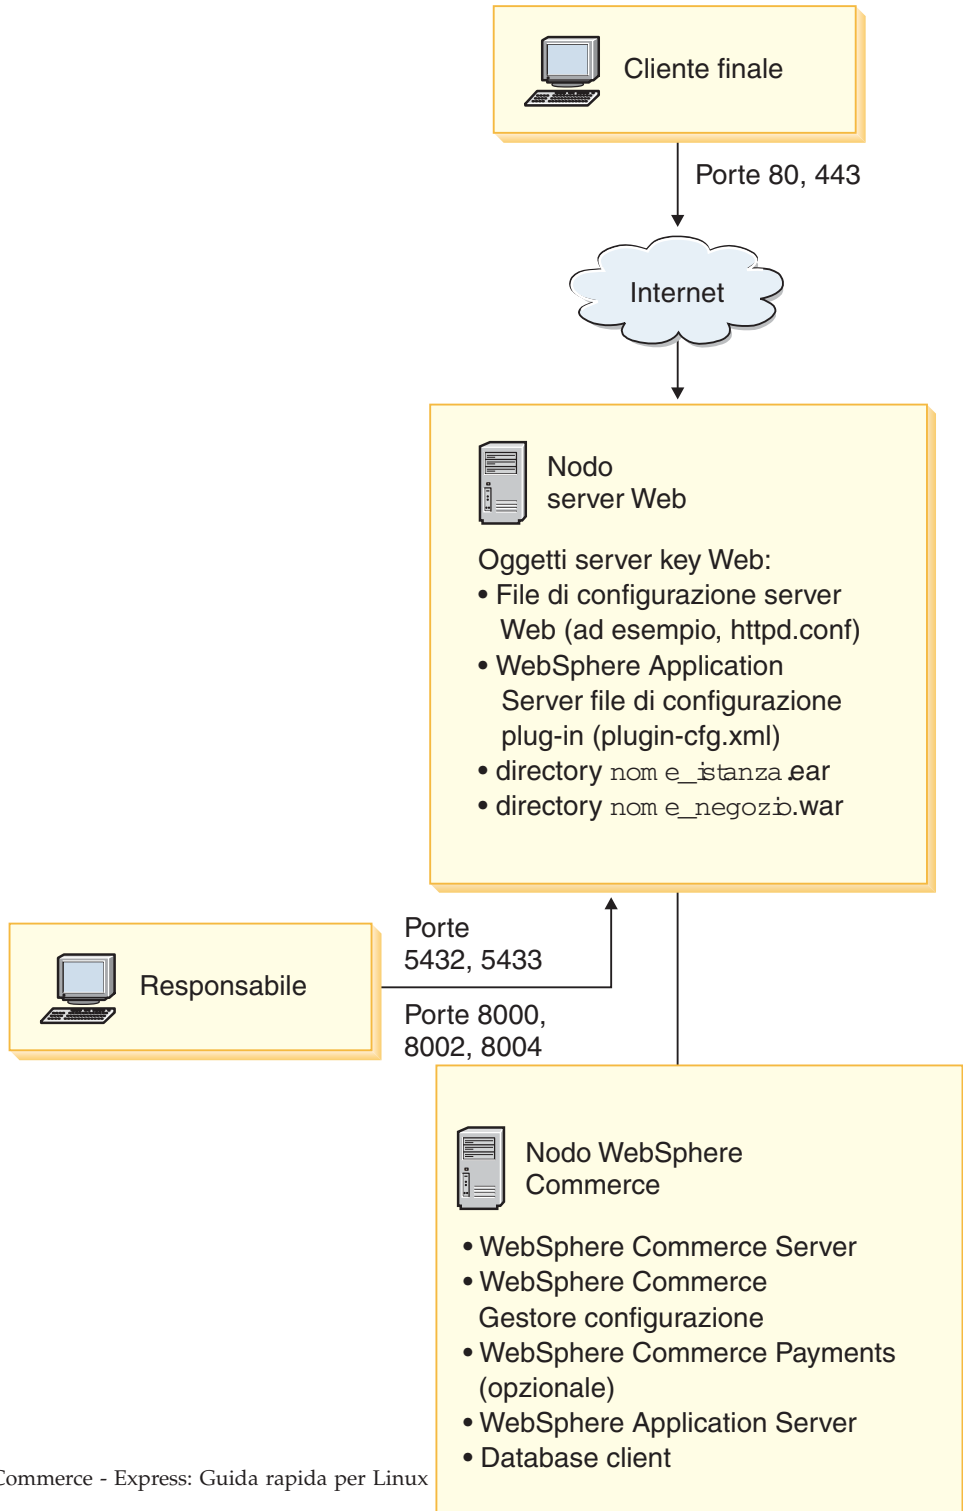 Cliente finale
Porte 80, 443
Internet
Nodo
server Web
Oggetti server key Web:
• File di configurazione server
Web (ad esempio, httpd.conf)
• WebSphere Application
Server file di configurazione
plug-in (plugin-cfg.xml)
• directory nome_istanza.ear
• directory nome_negozio.war
Porte
5432, 5433
Responsabile
Porte 8000,
8002, 8004
Nodo WebSphere
Commerce
• WebSphere Commerce Server
• WebSphere Commerce
Gestore configurazione
• WebSphere Commerce Payments
(opzionale)
• WebSphere Application Server
• Database client
Commerce - Express: Guida rapida per Linux